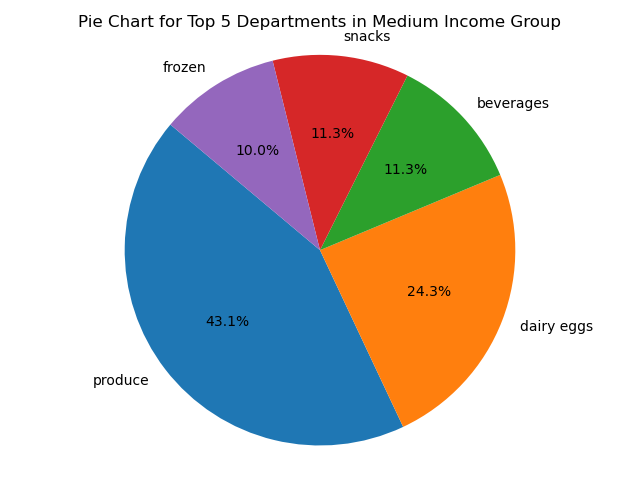 Pie Chart for Top 5 Departments in Medium Income Group
snacks
frozen
beverages
11.3%
10.0%
11.3%
24.3%
43.1%
dairy eggs
produce